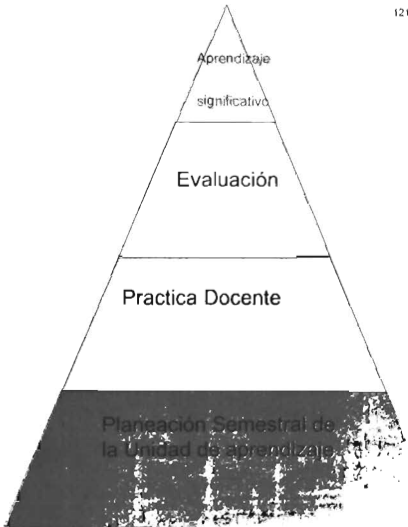 121
Aprendizaje
significativo
Evaluación
Practica Docente
Planeación Semestral de
la Unidad de aprendizaje